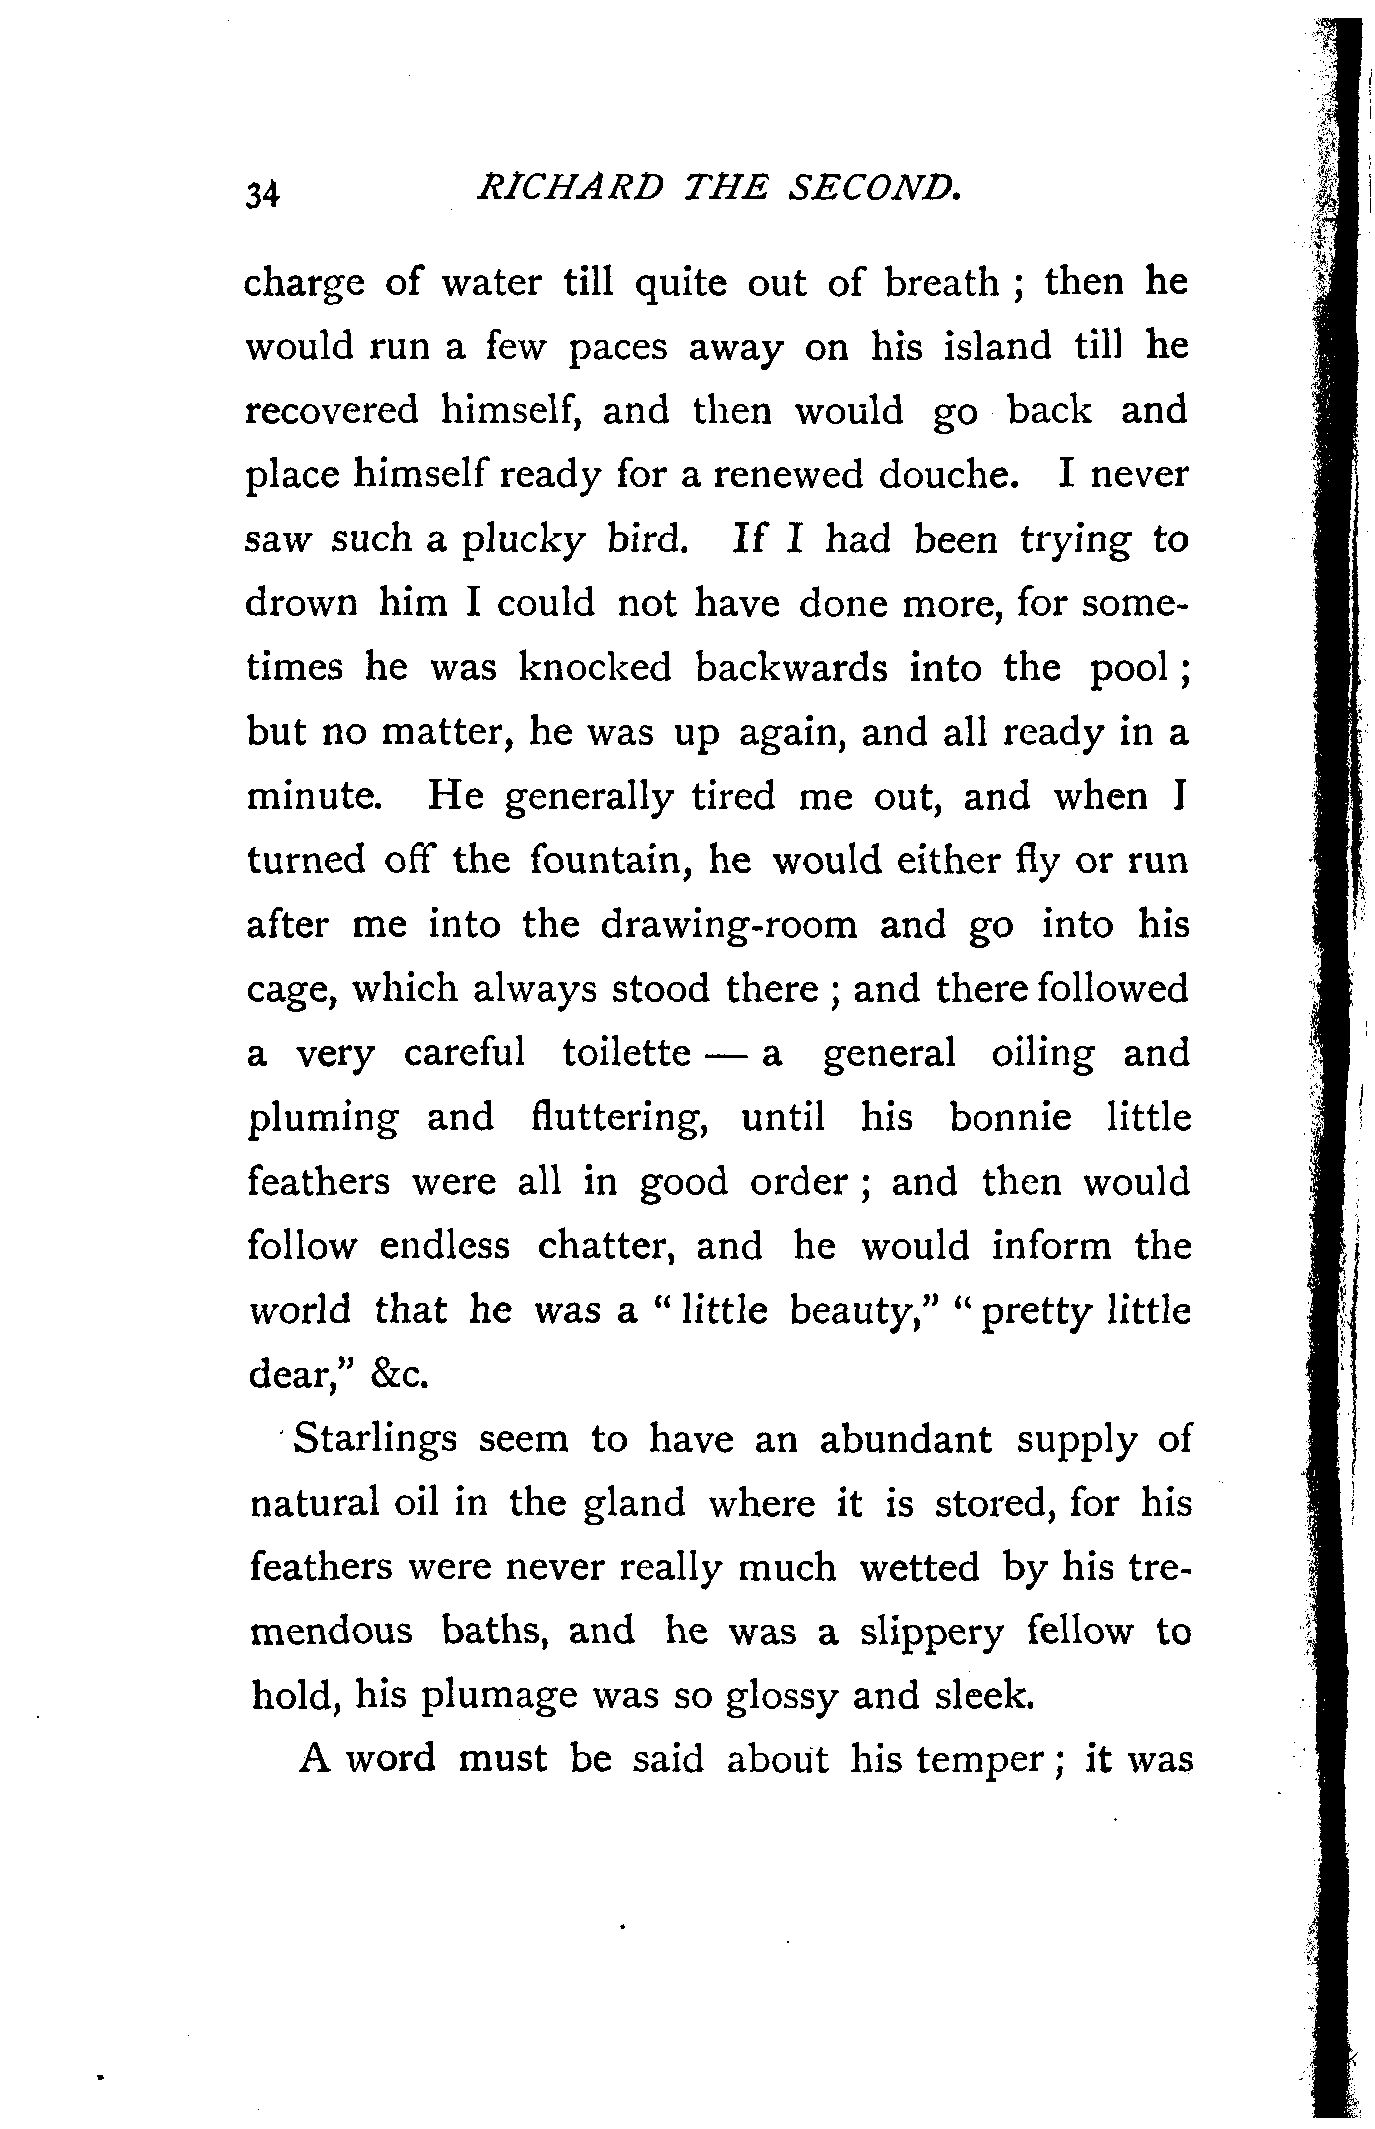 34 RICHARD THE SECOND.
charge of water till quite out of breath ; then he
would run a few paces away on his island till he
recovered himself, and then would go back and
place himself ready for a renewed douche. I never
saw such a plucky bird. If I had been trying to
drown him I could not have done more, for some-
times he was knocked backwards into the pool ;
but no matter, he was up again, and all ready in a
minute. He generally tired me out, and when I
turned off the fountain, he would either fly or run
after me into the drawing-room and go into his
cage, which always stood there ; and there followed
a very careful toilette — a general oiling and
pluming and fluttering, until his bonnie little
feathers were all in good order ; and then would
follow endless chatter, and he would inform the
world that he was a “ little beauty,” “ pretty little
dear,” &c.
Starlings seem to have an abundant supply of
natural oil in the gland where it is stored, for his
feathers were never really much wetted by his tre-
mendous baths, and he was a slippery fellow to
hold, his plumage was so glossy and sleek.
A word must be said about his temper ; it was